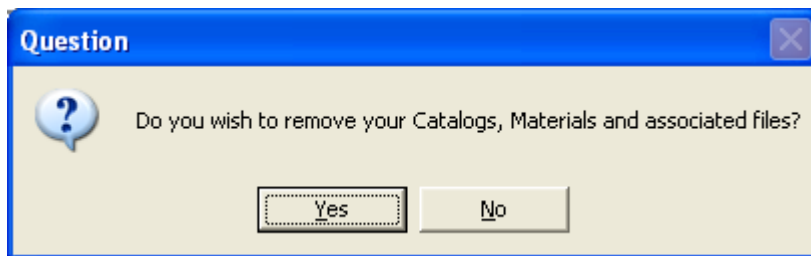 Question
Do you wish to remove your Catalogs, Materials and associated files?
Yes No